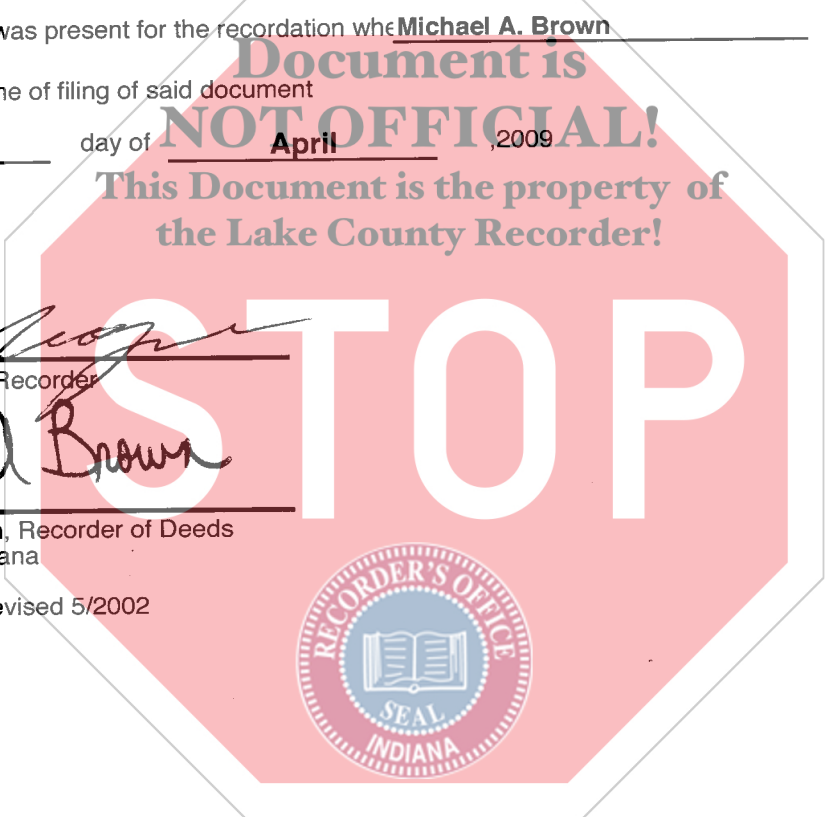 was present for the recordation whe Michael A. Brown
Document is
ne of filing of said document
NOT OFFICIAL!
day of April ,2009
This Document is the property of
the Lake County Recorder!
STOP
Recorder
Brown
, Recorder of Deeds
ana
evised 5/2002
RECORDER'S OFFICE
SEAL
INDIANA